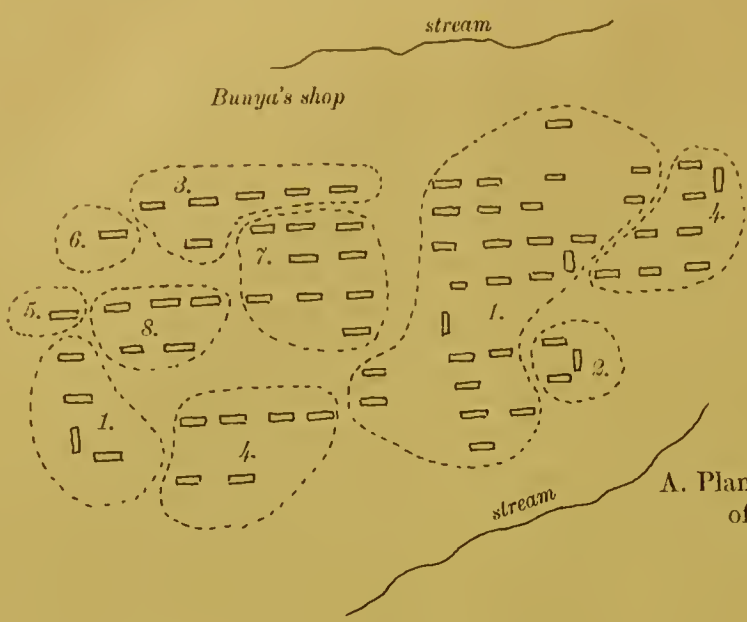 stream
Bunya's shop
3.
4.
6.
7.
5.
8.
1.
2.
1.
4.
stream
A. Plan
of